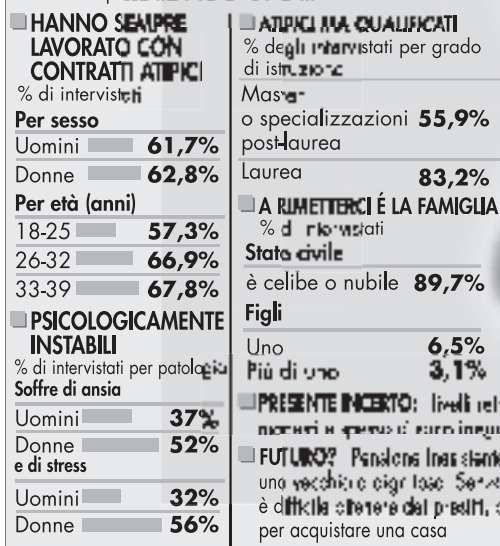 HANNO SEMPRE
LAVORATO CON
CONTRATTI ATIPICI
% di intervistati
Per sesso
Uomini 61,7%
Donne 62,8%
Per età (anni)
18-25 57,3%
26-32 66,9%
33-39 67,8%
PSICOLOGICAMENTE
INSTABILI
% di intervistati per patologia
Soffre di ansia
Uomini 37%
Donne 52%
e di stress
Uomini 32%
Donne 56%
ATIPICI MA QUALIFICATI
% degli intervistati per grado
di istruzione
Master
o specializzazioni 55,9%
post-laurea
Laurea 83,2%
A RIMETTERCI É LA FAMIGLIA
% di intervistati
Stato civile
è celibe o nubile 89,7%
Figli
Uno 6,5%
Più di uno 3,1%
PRESENTE INCERTO: livelli
e spesso
FUTURO? Pensione
una vecchiaia
è difficile ottenere dei prestiti,
per acquistare una casa